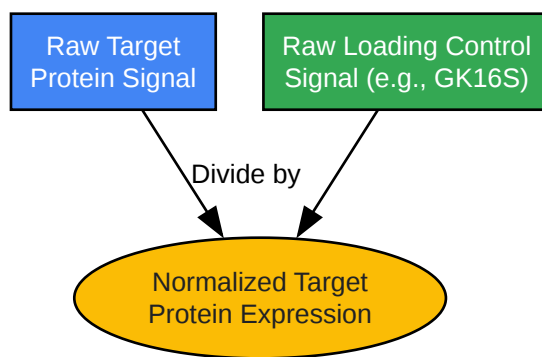 Raw Target
Protein Signal
Raw Loading Control
Signal (e.g., GK16S)
Divide by
Normalized Target
Protein Expression